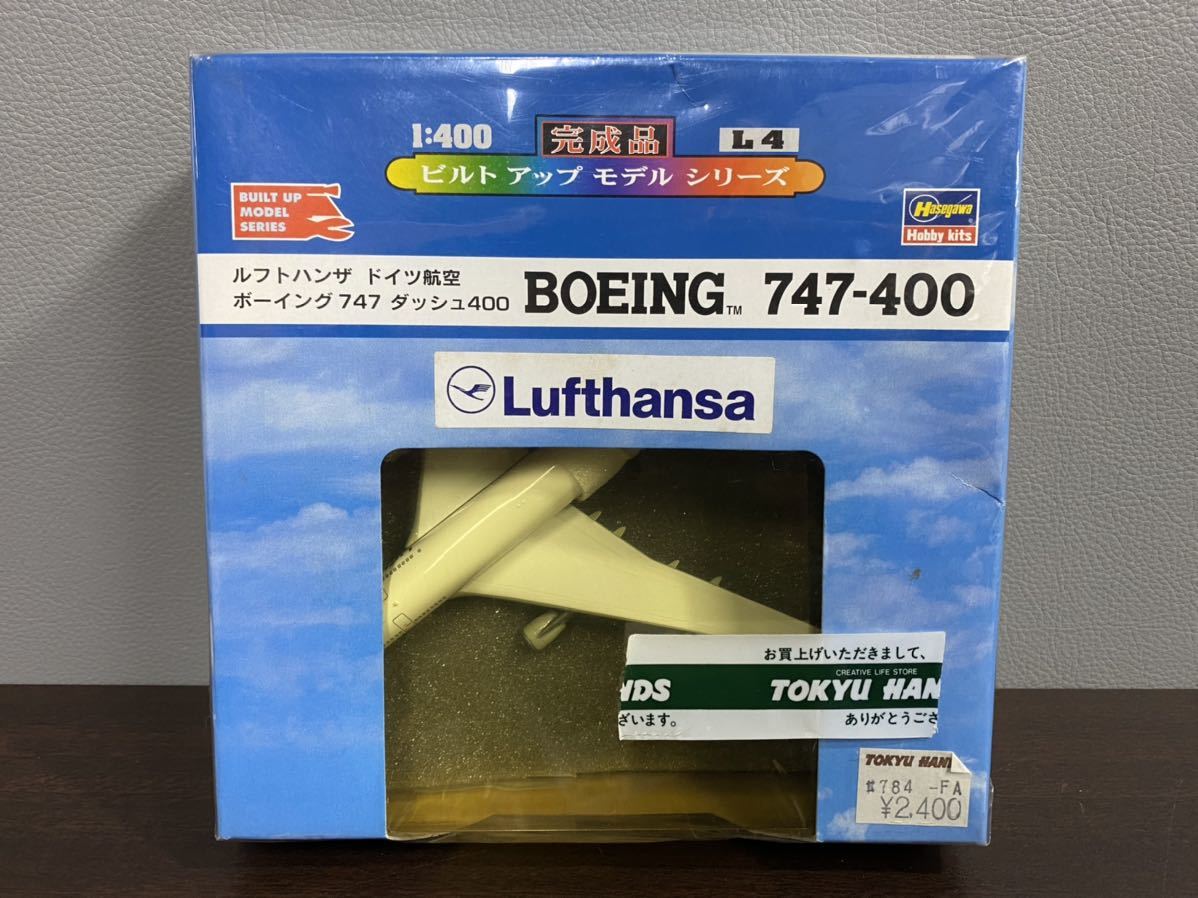 1:400 完成品 L4
ビルト アップ モデル シリーズ
BUILT UP
MODEL
SERIES
Hasegawa
Hobby kits
ルフトハンザ ドイツ航空
ボーイング747 ダッシュ400
BOEING™ 747-400
Lufthansa
お買上げいただきまして、
CREATIVE LIFE STORE
NDS TOKYU HAN
ざいます。 ありがとうござ
TOKYU HAN
#784 -FA
¥2,400